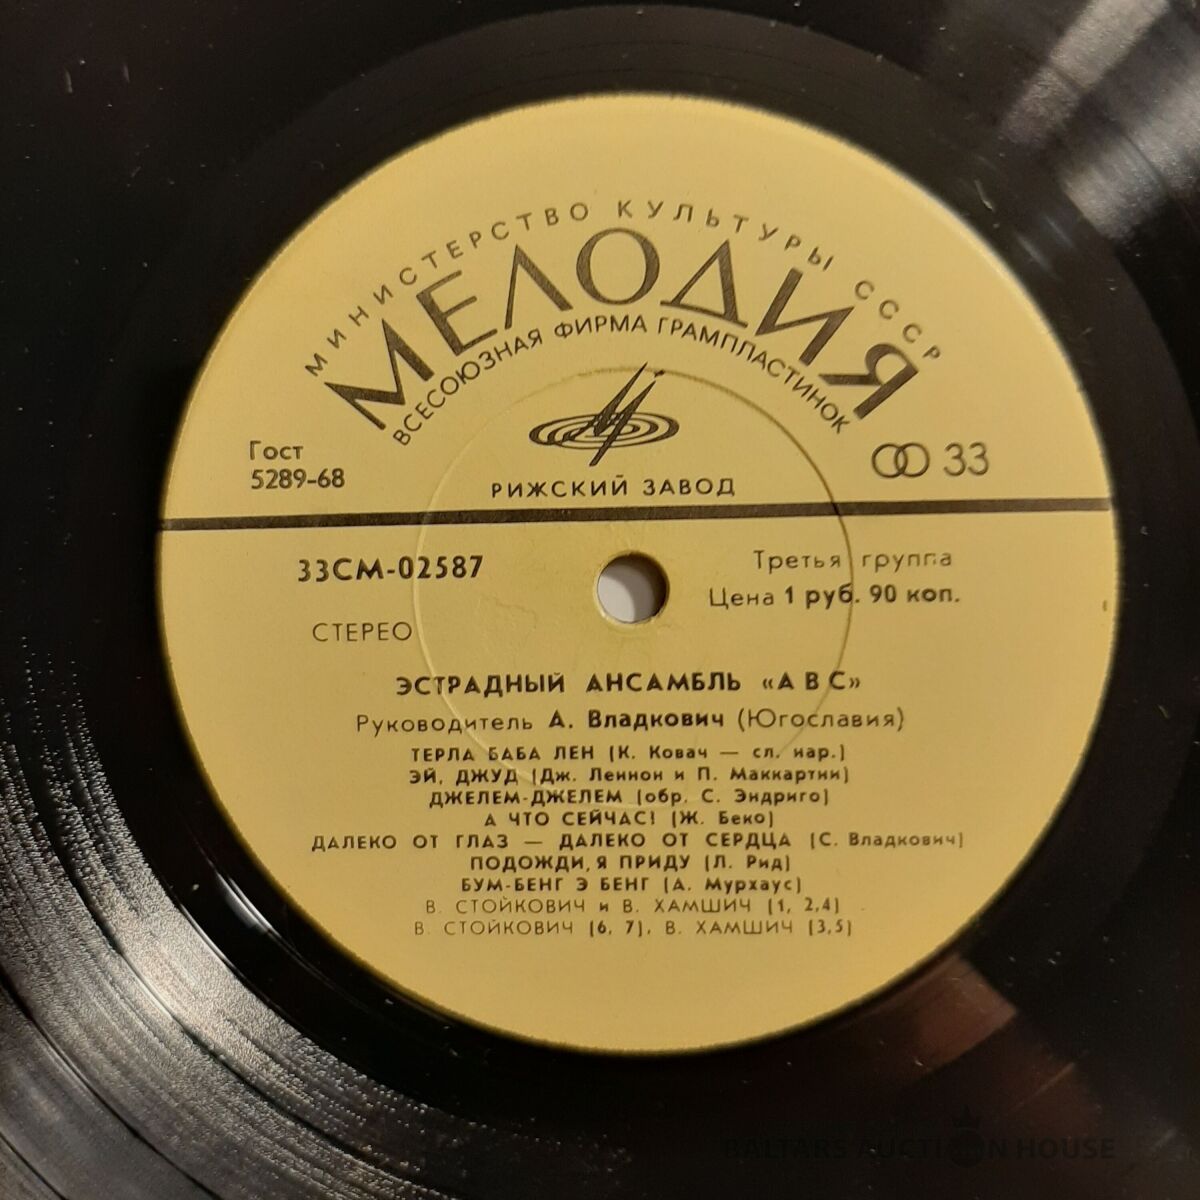 МИНИСТЕРСТВО КУЛЬТУРЫ СССР
МЕЛОДИЯ
ВСЕСОЮЗНАЯ ФИРМА ГРАМПЛАСТИНОК
Гост
5289-68
33
РИЖСКИЙ ЗАВОД
33СМ-02587
Третья группа
Цена 1 руб. 90 коп.
СТЕРЕО
ЭСТРАДНЫЙ АНСАМБЛЬ «А В С»
Руководитель А. Владкович (Югославия)
ТЕРЛА БАБА ЛЕН (К. Ковач — сл. нар.)
ЭЙ, ДЖУД (Дж. Леннон и П. Маккартни)
ДЖЕЛЕМ-ДЖЕЛЕМ (обр. С. Эндриго)
А ЧТО СЕЙЧАС! (Ж. Беко)
ДАЛЕКО ОТ ГЛАЗ — ДАЛЕКО ОТ СЕРДЦА (С. Владкович)
ПОДОЖДИ, Я ПРИДУ (Л. Рид)
БУМ-БЕНГ Э БЕНГ (А. Мурхаус)
В. СТОЙКОВИЧ и В. ХАМШИЧ (1, 2,4)
В. СТОЙКОВИЧ (6, 7), В. ХАМШИЧ (3,5)
BALTARS AUCTION HOUSE